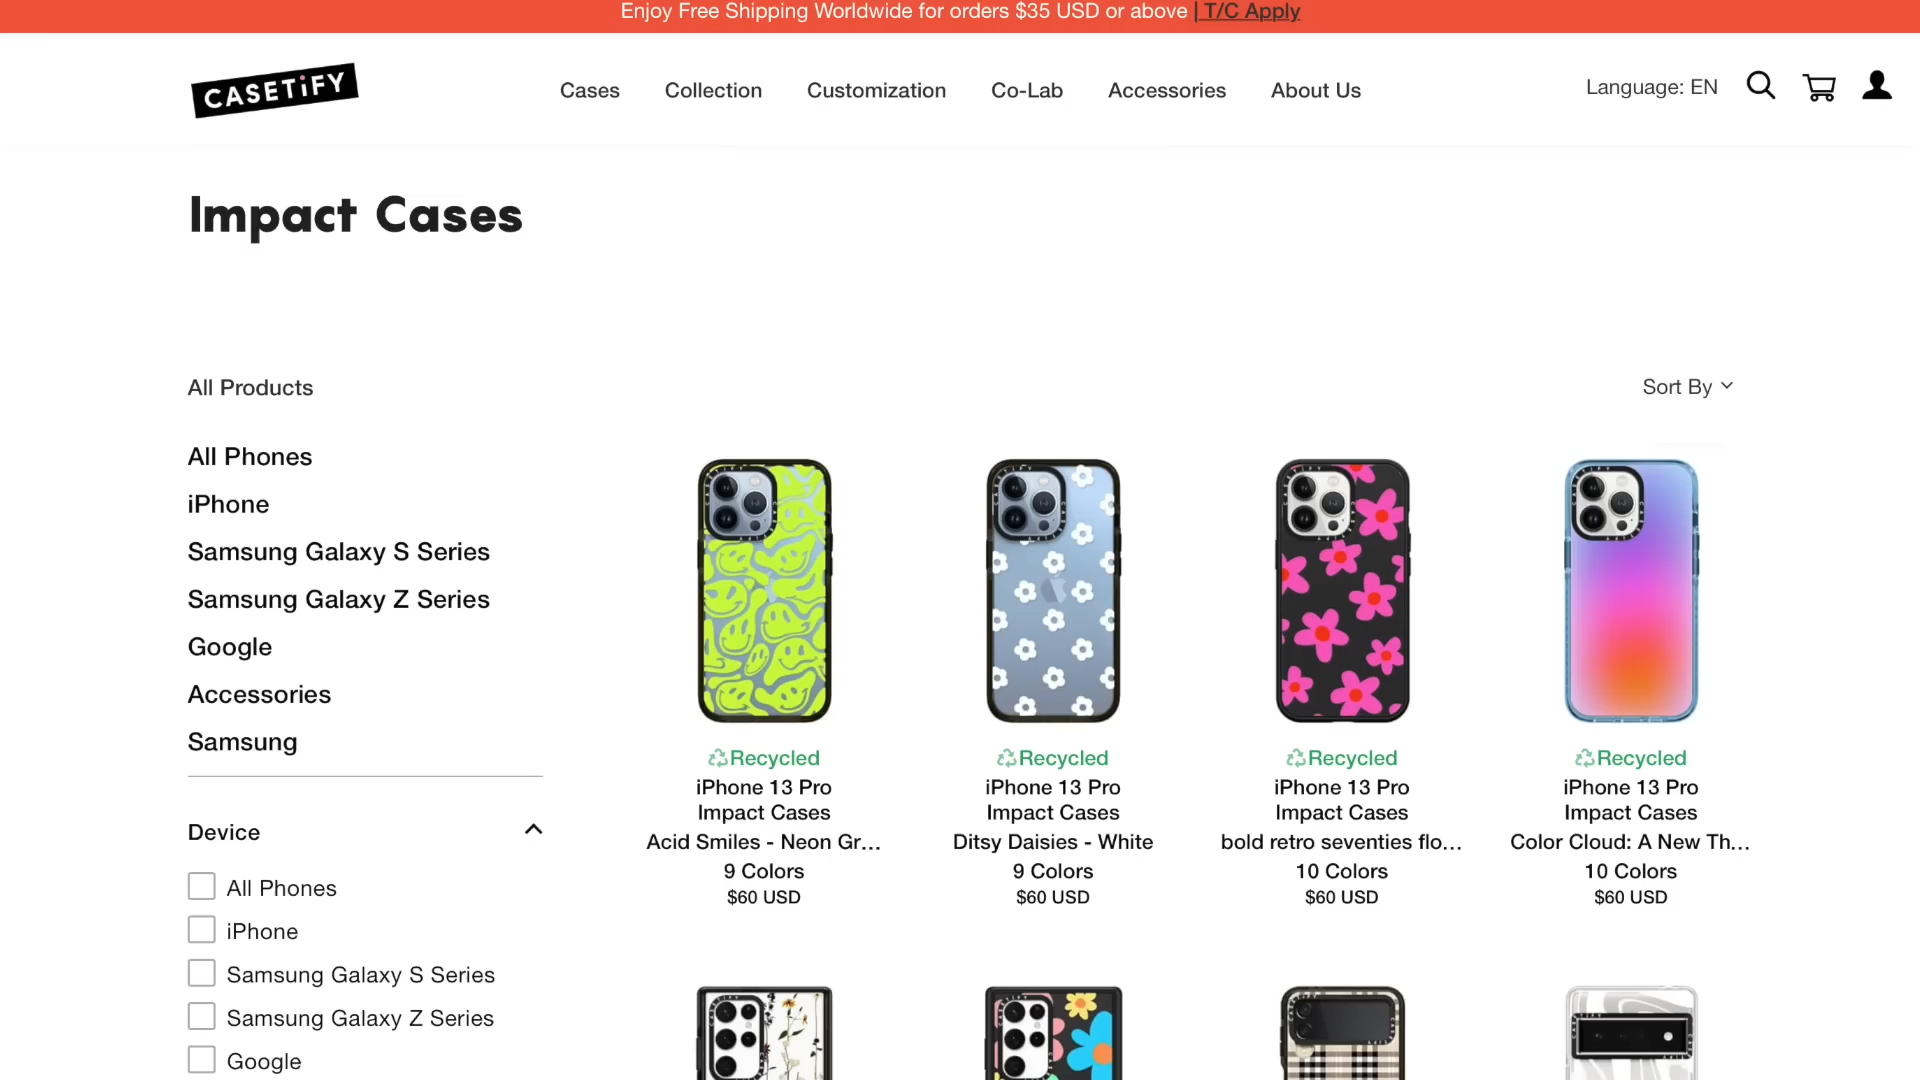 Enjoy Free Shipping Worldwide for orders $35 USD or above | T/C Apply
CASETiFY
Cases
Collection
Customization
Co-Lab
Accessories
About Us
Language: EN
Impact Cases
All Products
Sort By
All Phones
iPhone
Samsung Galaxy S Series
Samsung Galaxy Z Series
Google
Accessories
Samsung
Device
All Phones
iPhone
Samsung Galaxy S Series
Samsung Galaxy Z Series
Google
Recycled
iPhone 13 Pro
Impact Cases
Acid Smiles - Neon Gr...
9 Colors
$60 USD
Recycled
iPhone 13 Pro
Impact Cases
Ditsy Daisies - White
9 Colors
$60 USD
Recycled
iPhone 13 Pro
Impact Cases
bold retro seventies flo...
10 Colors
$60 USD
Recycled
iPhone 13 Pro
Impact Cases
Color Cloud: A New Th...
10 Colors
$60 USD